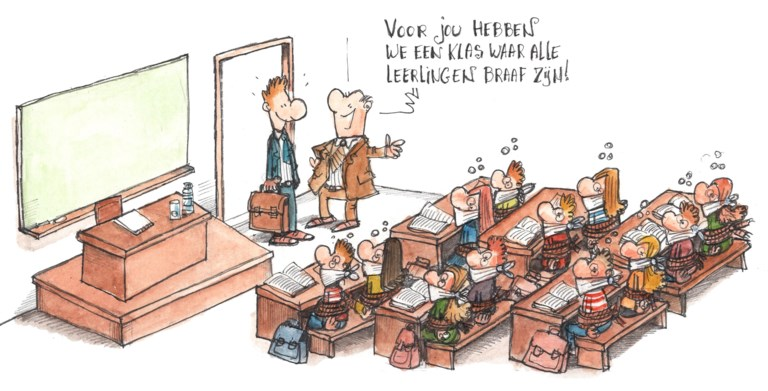 VOOR JOU HEBBEN
WE EEN KLAS WAAR ALLE
LEERLINGEN BRAAF ZIJN!